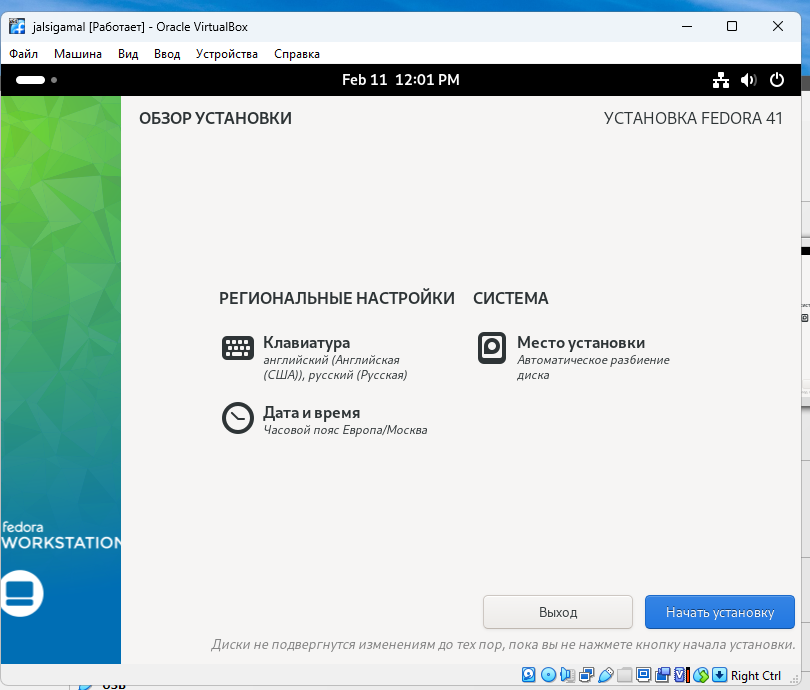 jalsigamal [Работает] - Oracle VirtualBox
Файл Машина Вид Ввод Устройства Справка
Feb 11 12:01 PM
ОБЗОР УСТАНОВКИ
УСТАНОВКА FEDORA 41
РЕГИОНАЛЬНЫЕ НАСТРОЙКИ
Клавиатура
английский (Английская
(США)), русский (Русская)
Дата и время
Часовой пояс Европа/Москва
СИСТЕМА
Место установки
Автоматическое разбиение
диска
fedora
WORKSTATION
Выход
Начать установку
Диски не подвергнутся изменениям до тех пор, пока вы не нажмете кнопку начала установки.
Right Ctrl
USB